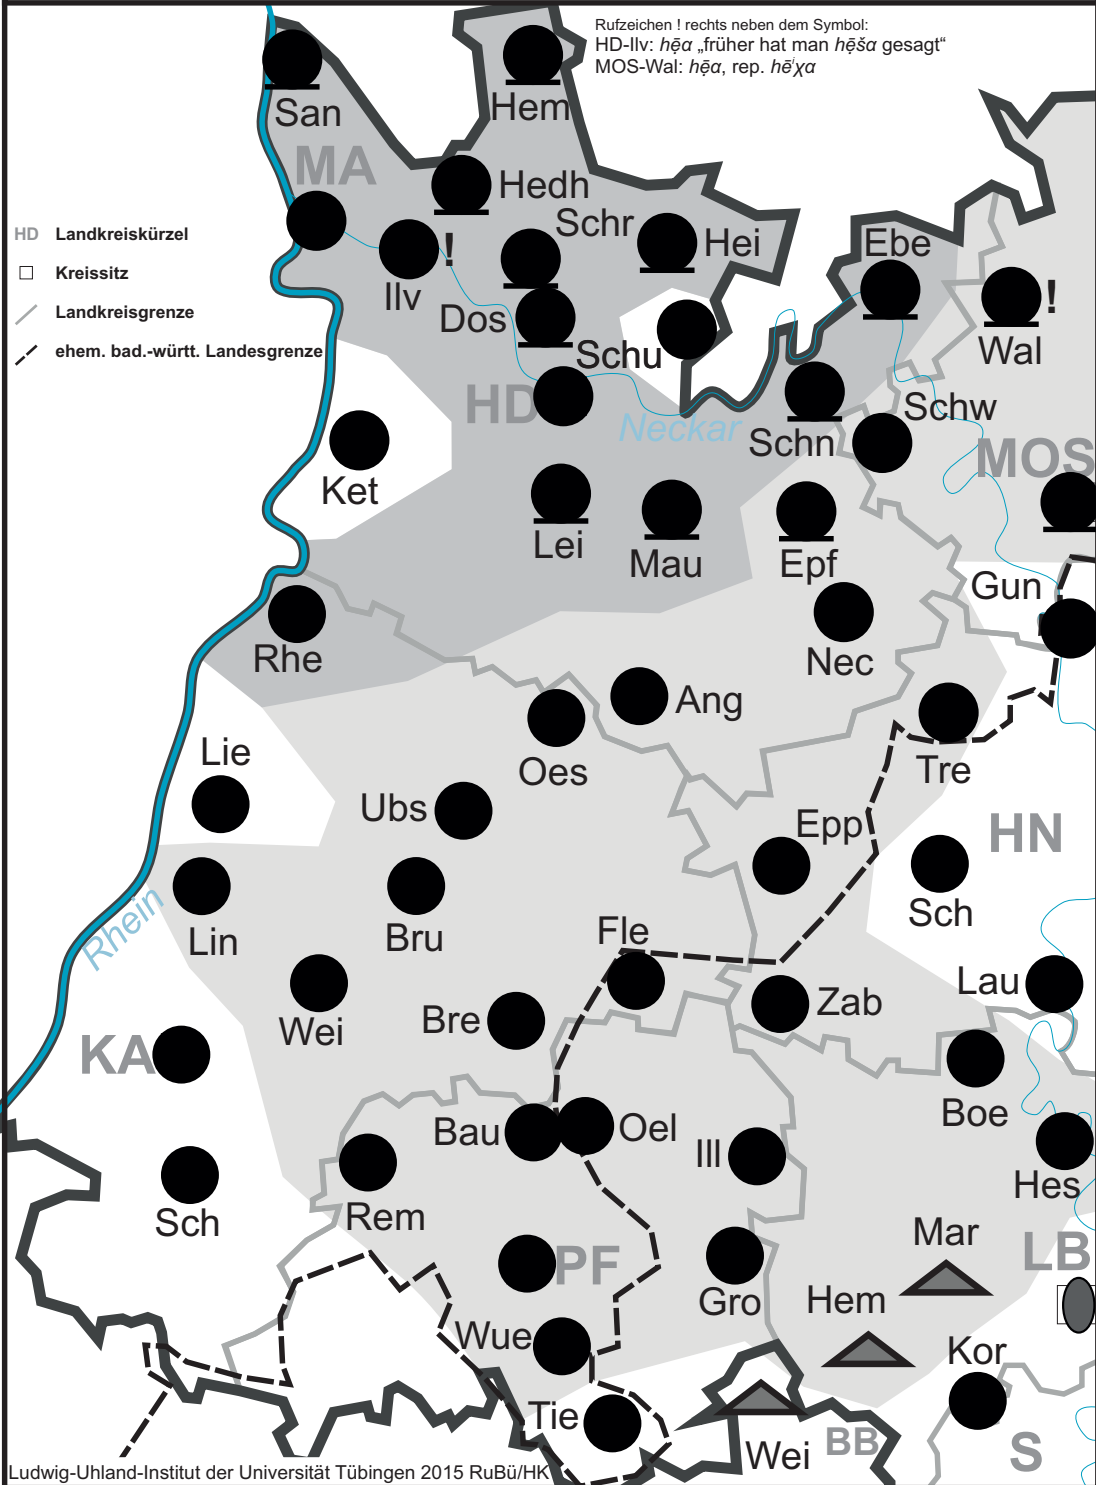 Rufzeichen ! rechts neben dem Symbol:
HD-Ilv: hę̄α „früher hat man hę̄šα gesagt“
MOS-Wal: hę̄α, rep. hēⁱχα
San
Hem
MA
Hedh
Schr
Hei
Ebe
!
Ilv
Dos
!
Wal
HD Landkreiskürzel
Kreissitz
Landkreisgrenze
ehem. bad.-württ. Landesgrenze
Schu
HD
Neckar
Schn
Schw
MOS
Ket
Lei
Mau
Epf
Gun
Rhe
Nec
Ang
Lie
Oes
Tre
Ubs
Epp
HN
Rhein
Lin
Bru
Fle
Sch
Wei
Bre
Zab
Lau
KA
Bau
Oel
Ill
Boe
Hes
Sch
Rem
PF
Gro
Mar
LB
Hem
Wue
Kor
Tie
Wei
BB
S
Ludwig-Uhland-Institut der Universität Tübingen 2015 RuBü/HK